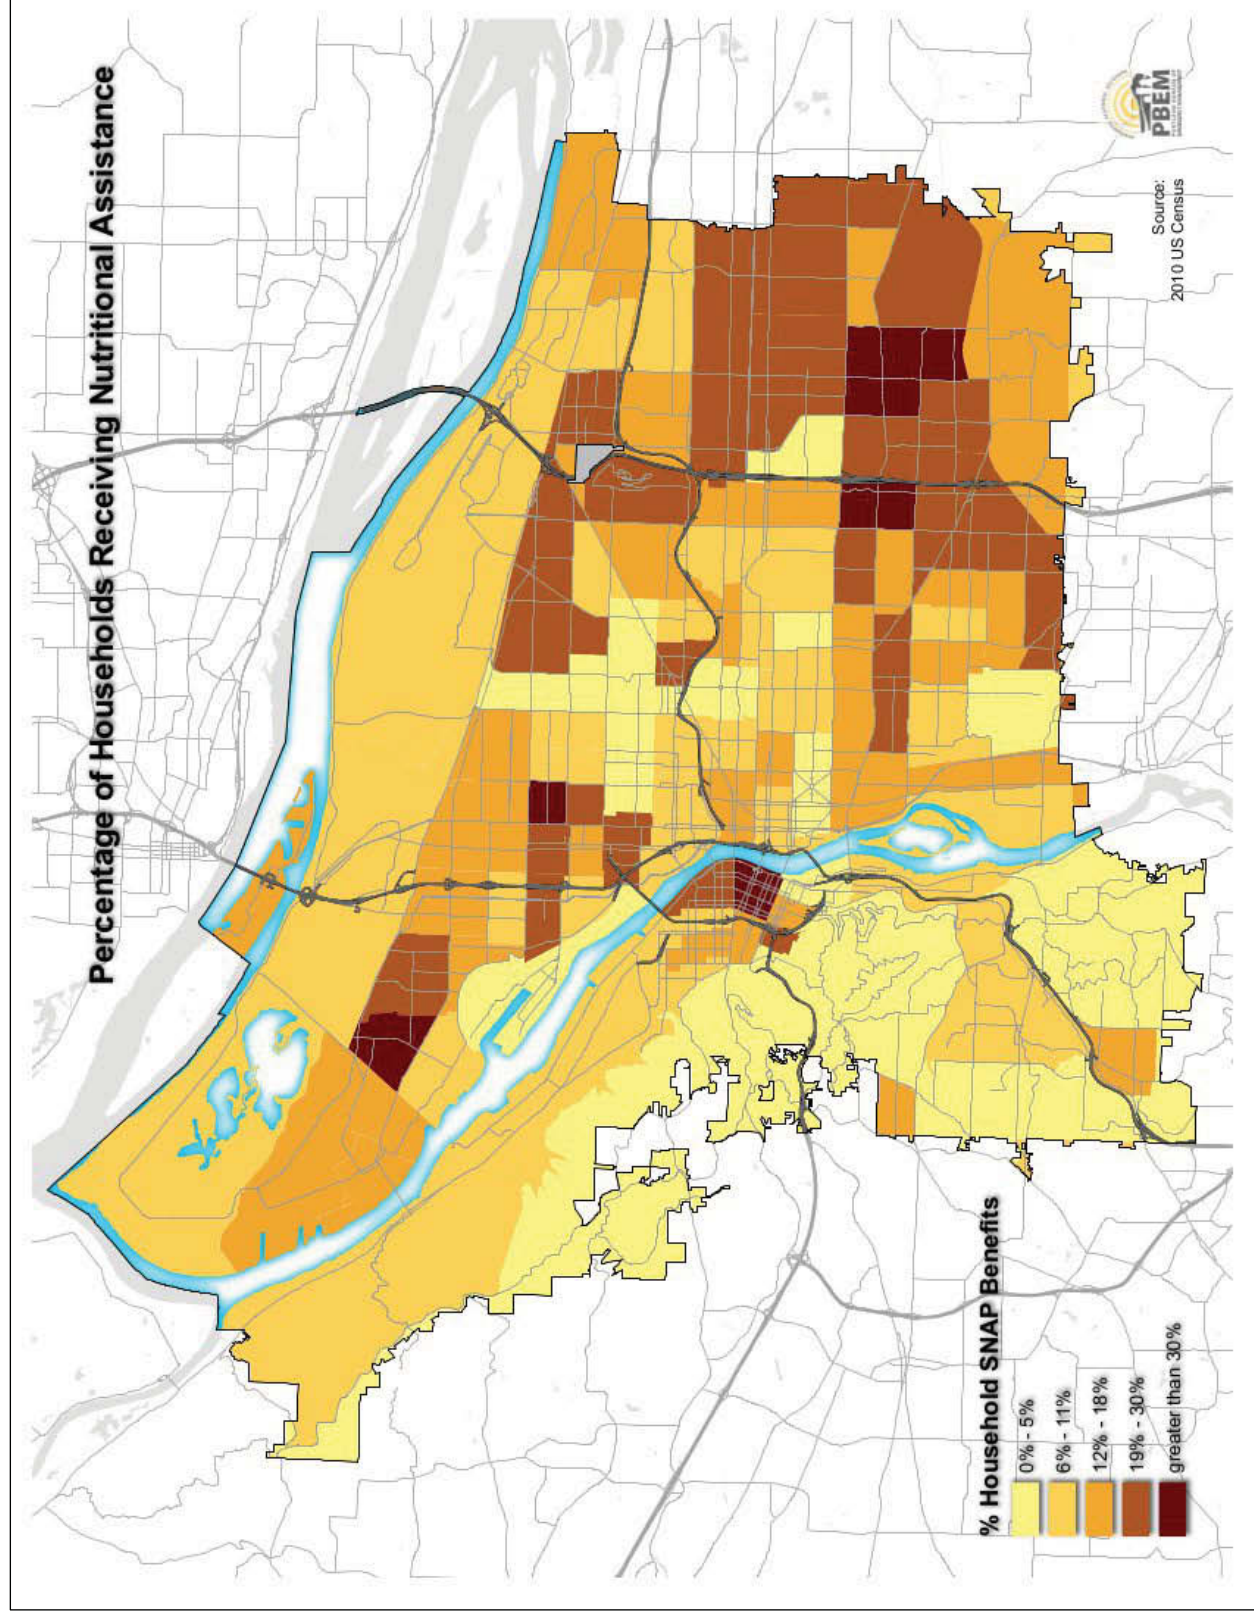 Percentage of Households Receiving Nutritional Assistance
% Household SNAP Benefits
0% - 5%
6% - 11%
12% - 18%
19% - 30%
greater than 30%
Source:
2010 US Census
PBEM